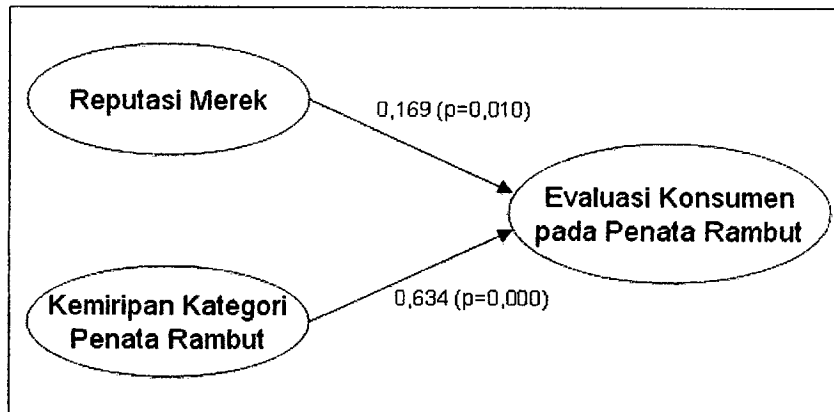 Reputasi Merek
0,169 (p=0,010)
Evaluasi Konsumen
pada Penata Rambut
Kemiripan Kategori
Penata Rambut
0,634 (p=0,000)